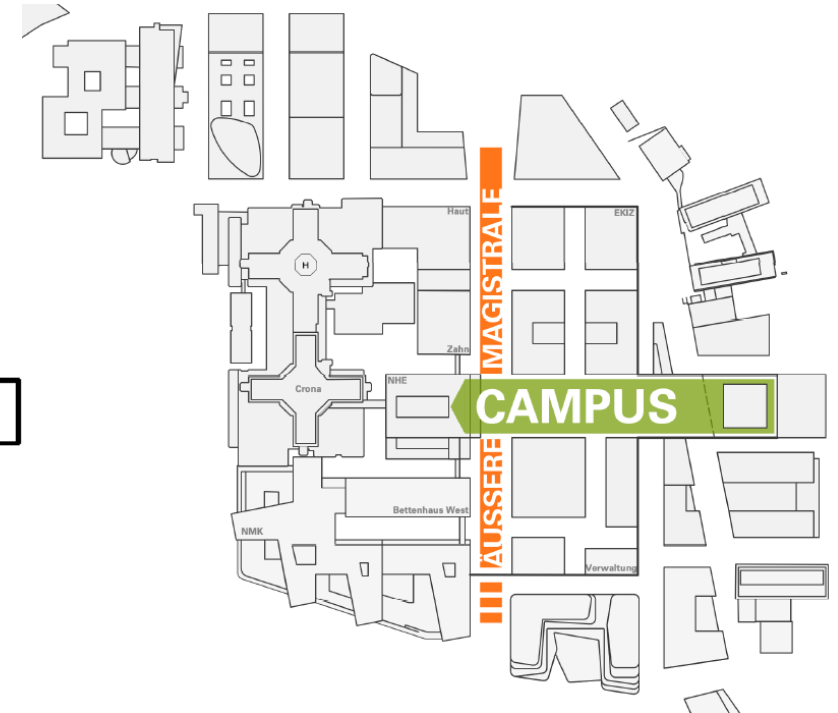 Haut
EKIZ
H
Zahn
NHE
Crona
CAMPUS
ÄUSSERE MAGISTRALE
Bettenhaus West
NMK
Verwaltung